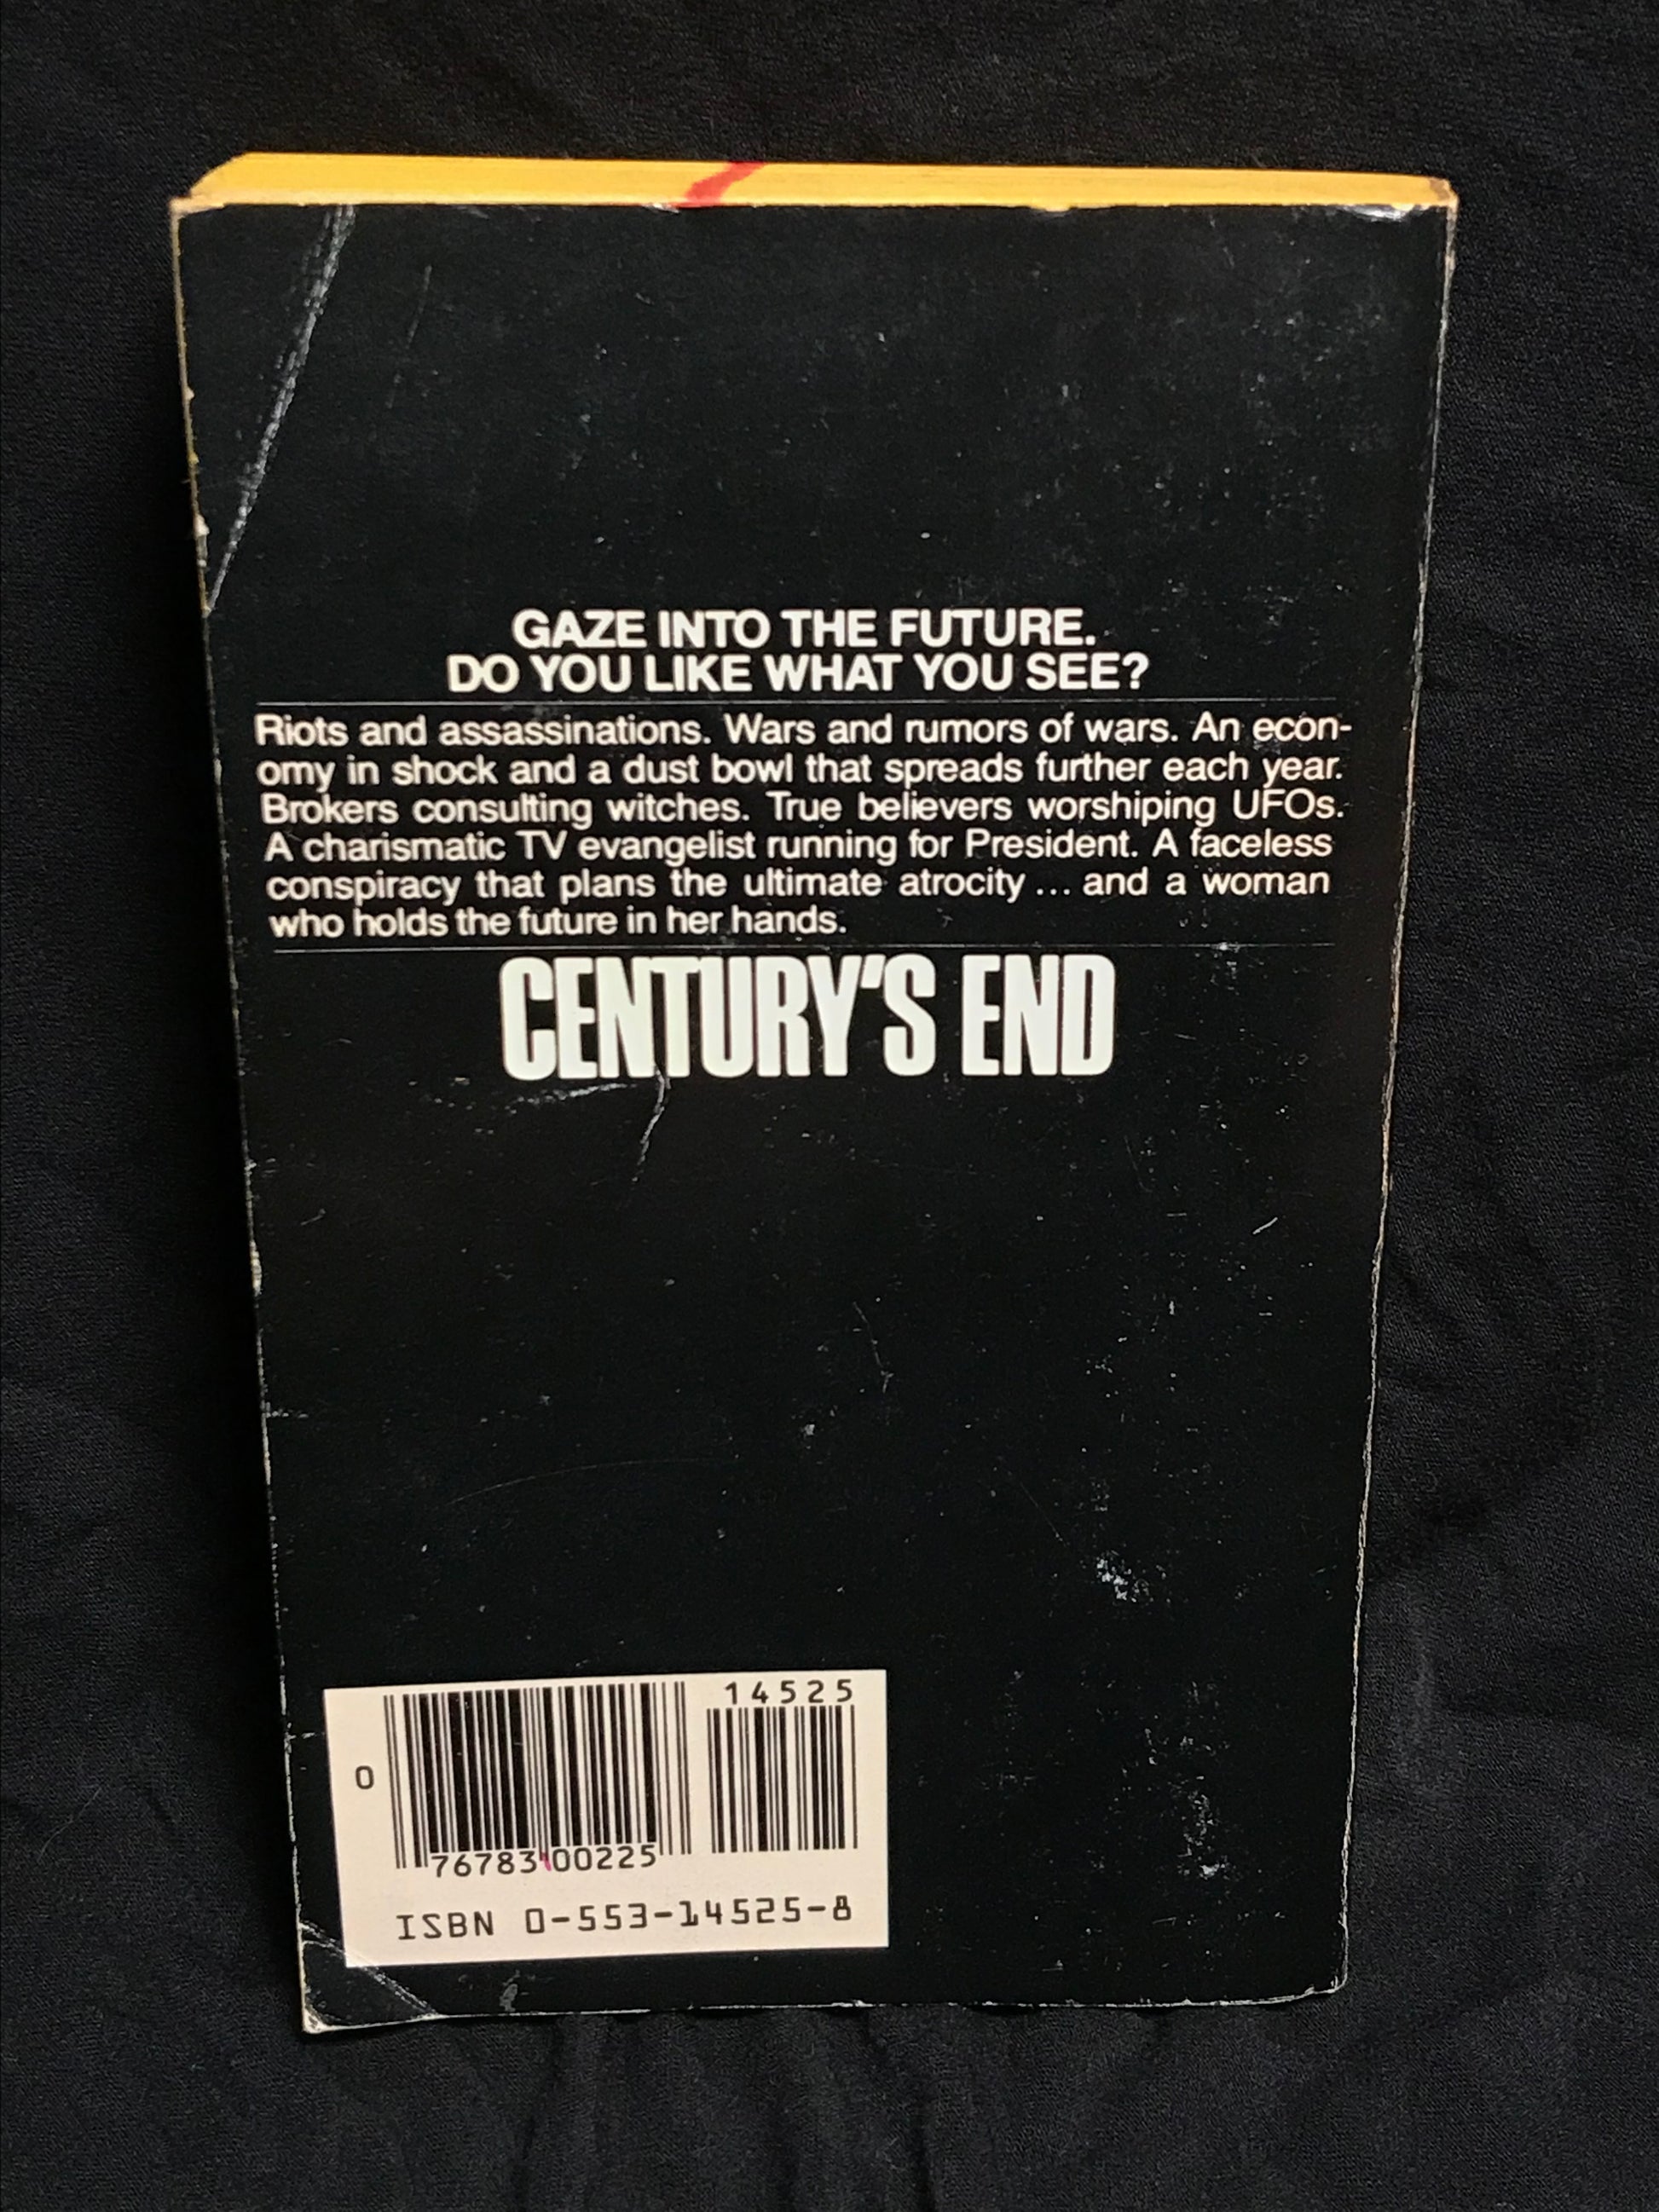 GAZE INTO THE FUTURE.
DO YOU LIKE WHAT YOU SEE?
Riots and assassinations. Wars and rumors of wars. An econ-
omy in shock and a dust bowl that spreads further each year.
Brokers consulting witches. True believers worshiping UFOs.
A charismatic TV evangelist running for President. A faceless
conspiracy that plans the ultimate atrocity ... and a woman
who holds the future in her hands.
CENTURY'S END
14525
0
76783 00225
ISBN 0-553-14525-8